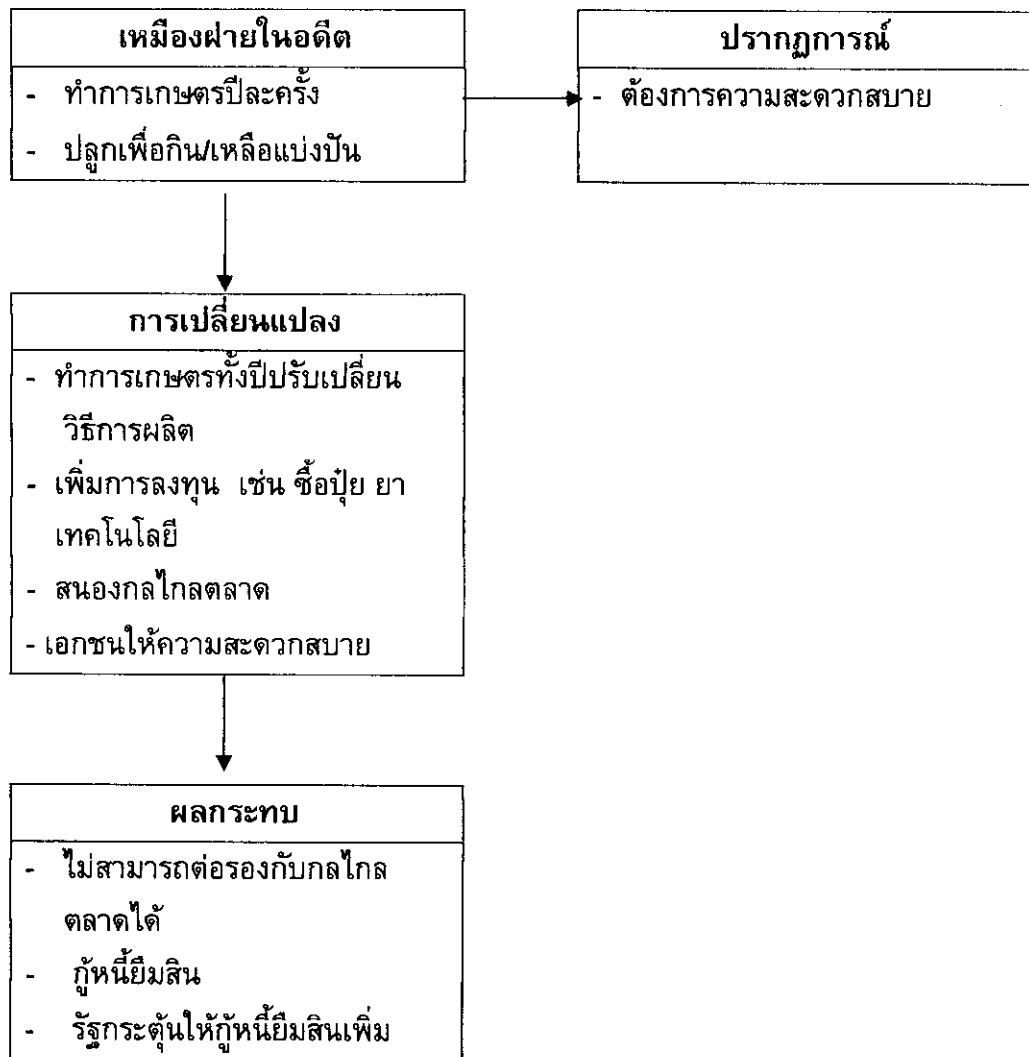 เหมืองฝายในอดีต
- ทำการเกษตรปีละครั้ง
- ปลูกเพื่อกิน/เหลือแบ่งปัน
ปรากฏการณ์
- ต้องการความสะดวกสบาย
การเปลี่ยนแปลง
- ทำการเกษตรทั้งปีปรับเปลี่ยน
วิธีการผลิต
- เพิ่มการลงทุน เช่น ซื้อปุ๋ย ยา
เทคโนโลยี
- สนองกลไกลตลาด
- เอกชนให้ความสะดวกสบาย
ผลกระทบ
- ไม่สามารถต่อรองกับกลไกล
ตลาดได้
- กู้หนี้ยืมสิน
- รัฐกระตุ้นให้กู้หนี้ยืมสินเพิ่ม